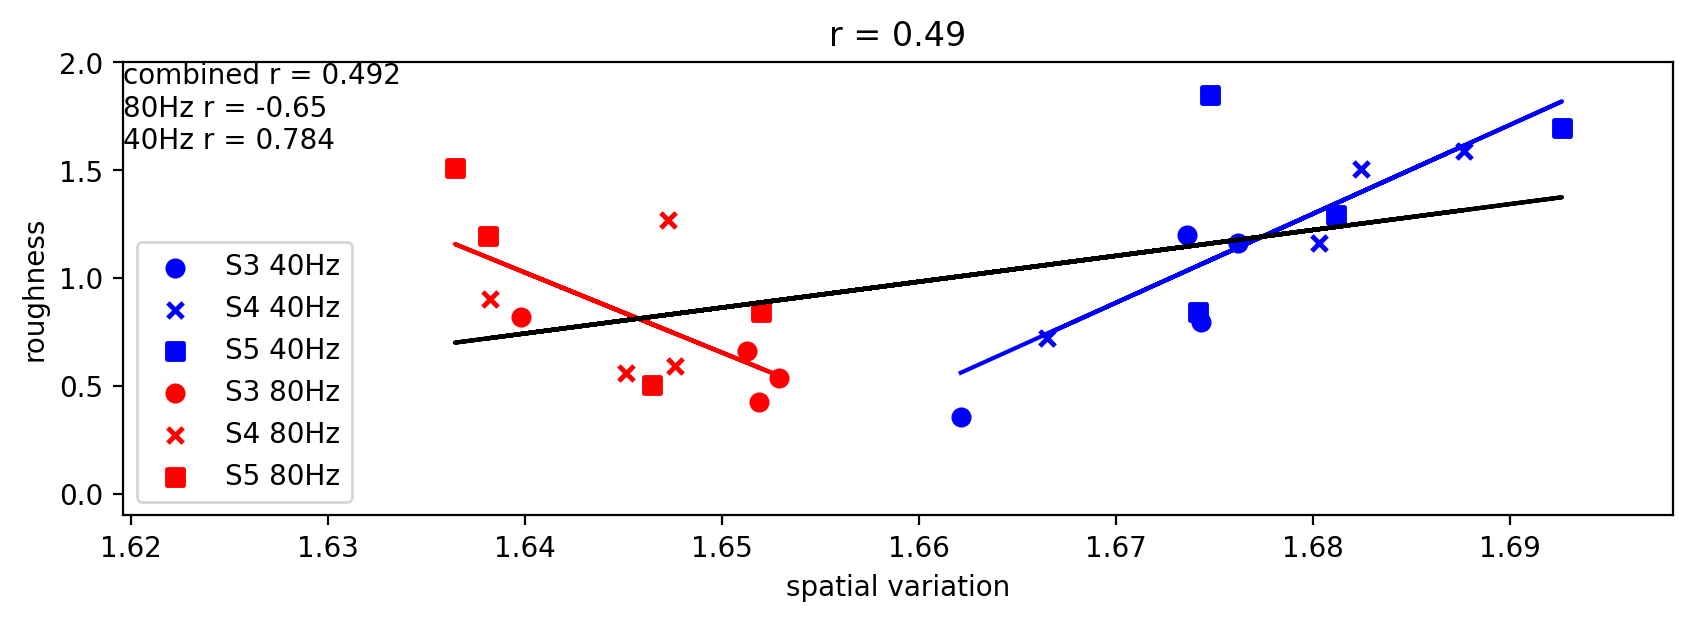 r = 0.49
combined r = 0.492
80Hz r = -0.65
40Hz r = 0.784
2.0
1.5
1.0
0.5
0.0
roughness
S3 40Hz
S4 40Hz
S5 40Hz
S3 80Hz
S4 80Hz
S5 80Hz
1.62 1.63 1.64 1.65 1.66 1.67 1.68 1.69
spatial variation